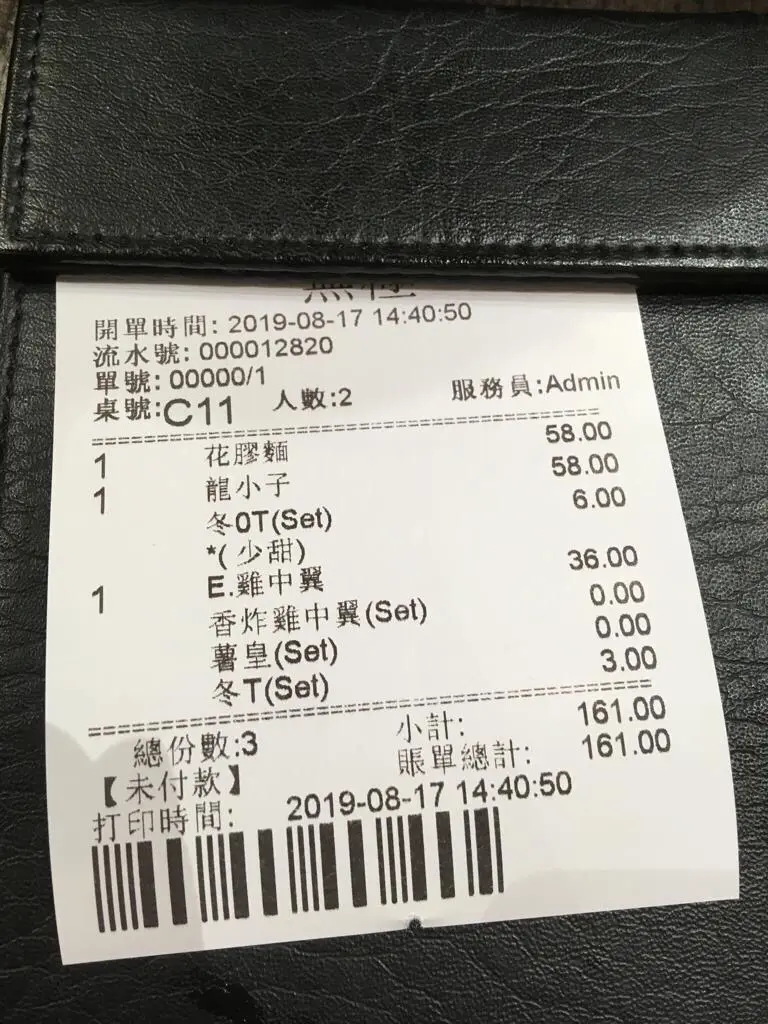 開單時間: 2019-08-17 14:40:50
流水號: 000012820
單號: 00000/1
桌號:C11 人數:2 服務員:Admin
1 花膠麵 58.00
1 龍小子 58.00
冬0T(Set) 6.00
*(少甜)
1 E.雞中翼 36.00
香炸雞中翼(Set) 0.00
薯皇(Set) 0.00
冬T(Set) 3.00
總份數:3 小計: 161.00
【未付款】 賬單總計: 161.00
打印時間: 2019-08-17 14:40:50